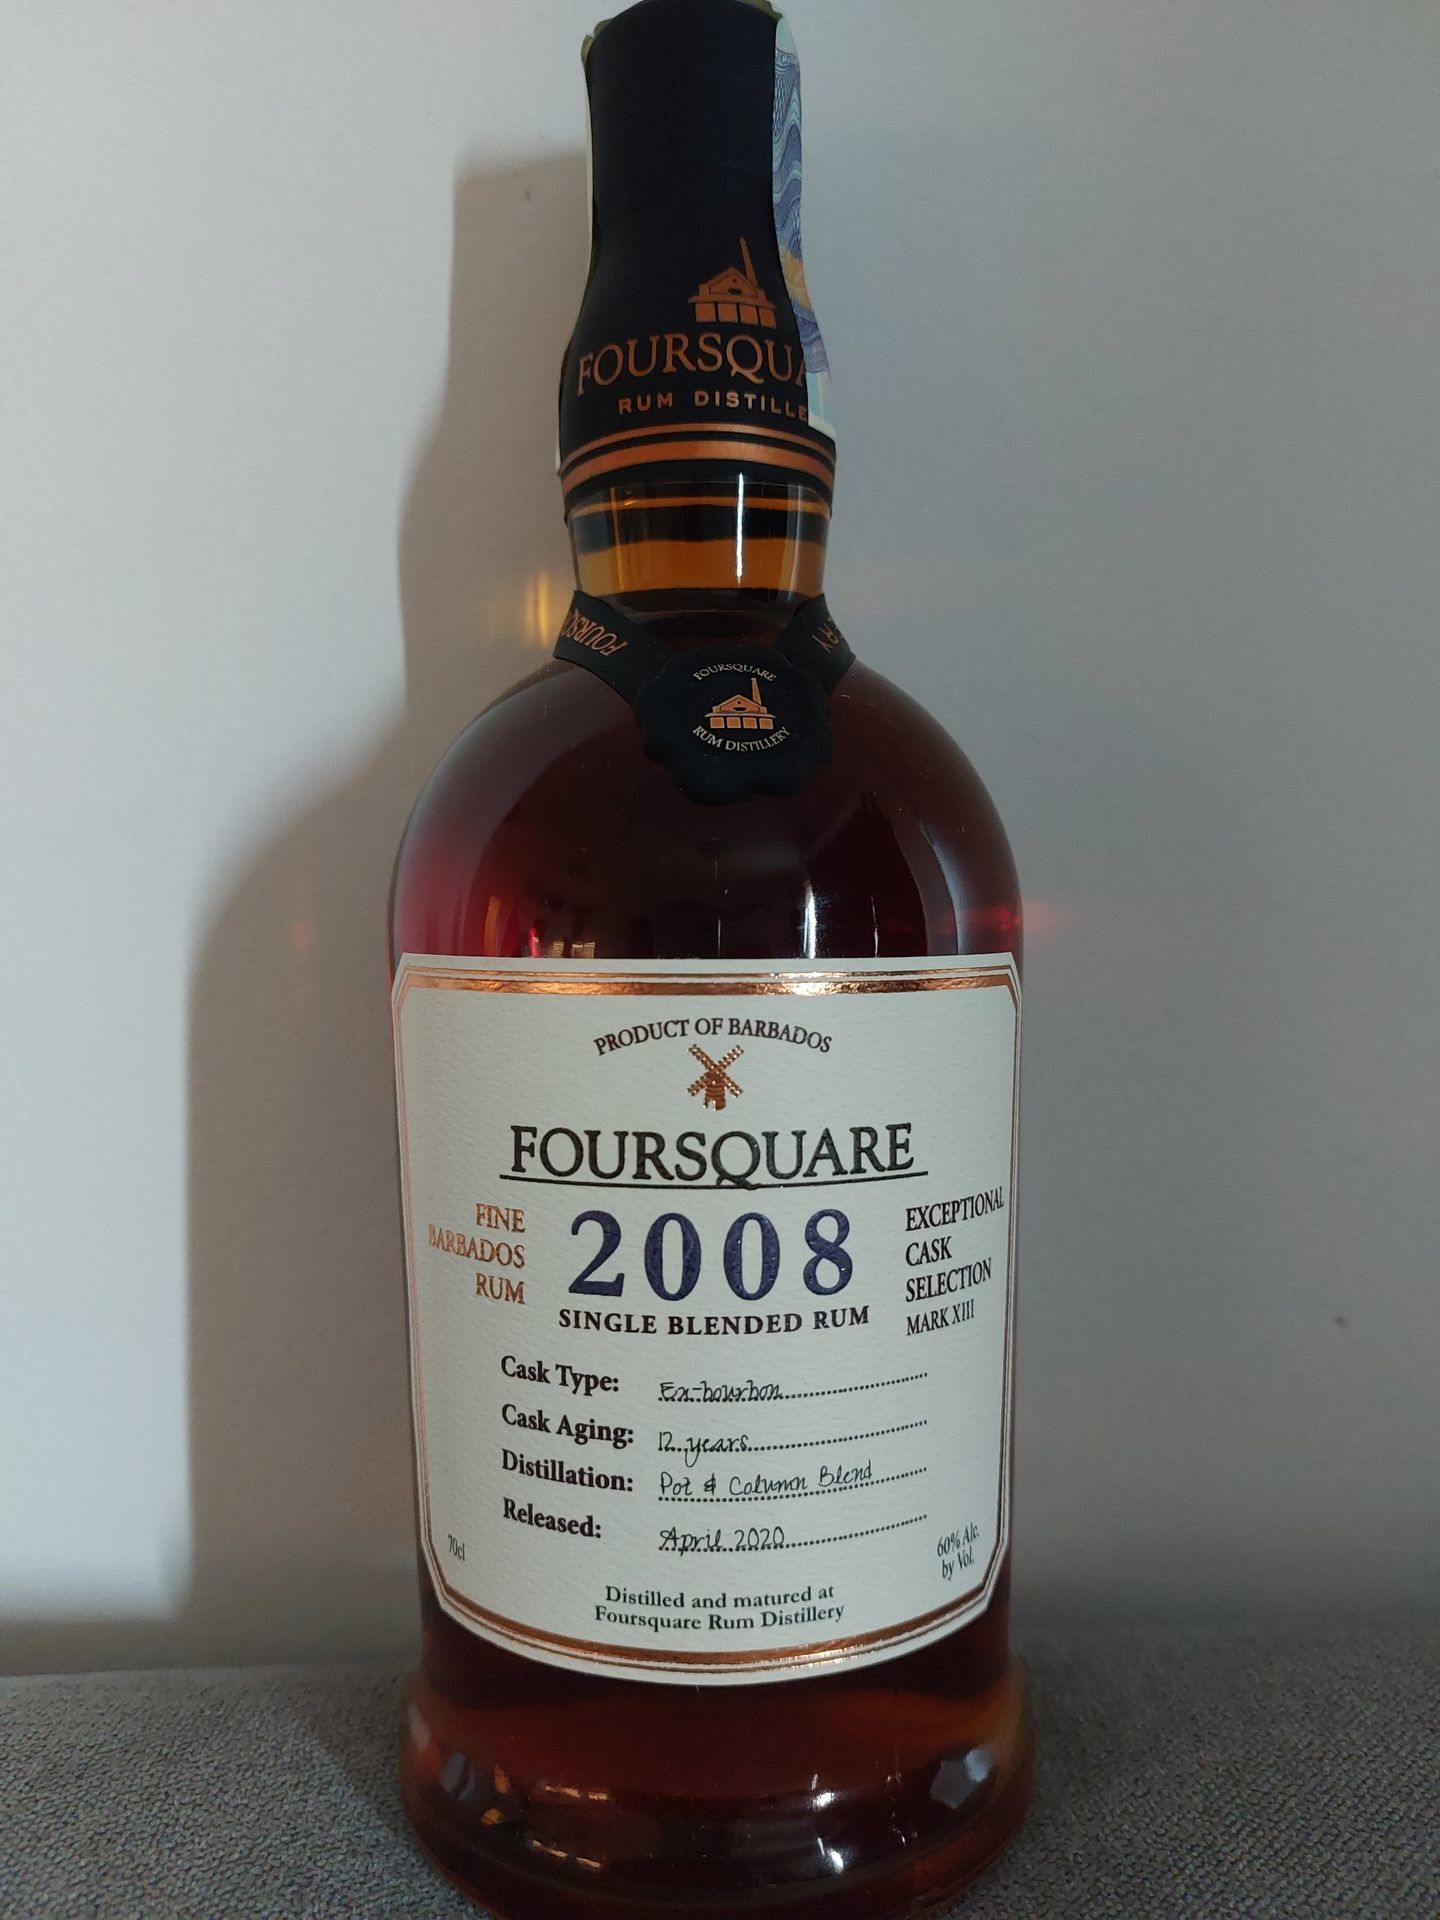 FOURSQUA
RUM DISTILLE
FOURSQ
ERY
FOURSQUARE
RUM DISTILLERY
PRODUCT OF BARBADOS
FOURSQUARE
FINE
BARBADOS
RUM
2008
SINGLE BLENDED RUM
EXCEPTIONAL
CASK
SELECTION
MARK XIII
Cask Type: Ex-bourbon
Cask Aging: 12 years
Distillation: Pot & Column Blend
Released: April 2020
70cl
60% Alc.
by Vol.
Distilled and matured at
Foursquare Rum Distillery